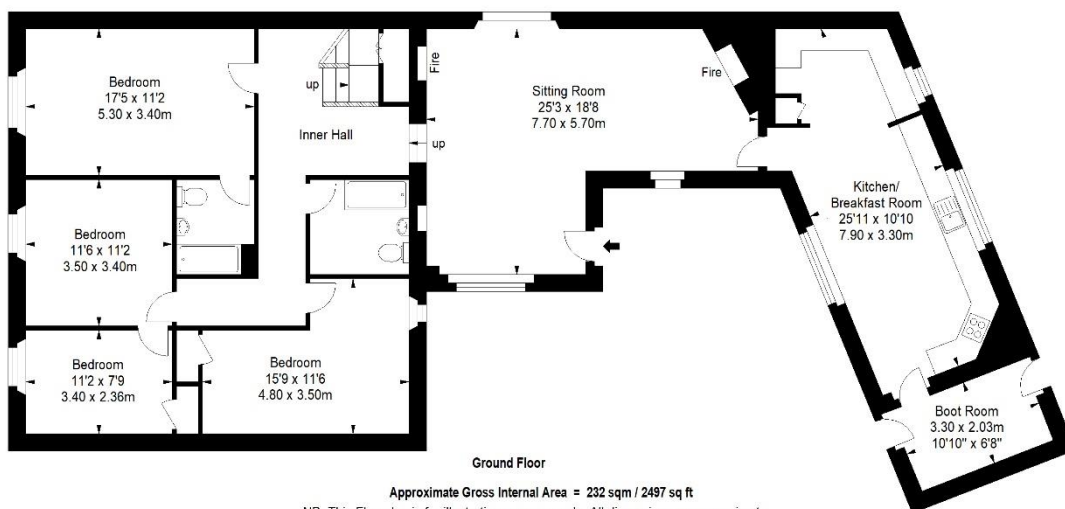 Bedroom
17'5 x 11'2
5.30 x 3.40m
up
Inner Hall
Fire
up
Sitting Room
25'3 x 18'8
7.70 x 5.70m
Fire
Kitchen/
Breakfast Room
25'11 x 10'10
7.90 x 3.30m
Bedroom
11'6 x 11'2
3.50 x 3.40m
Bedroom
11'2 x 7'9
3.40 x 2.36m
Bedroom
15'9 x 11'6
4.80 x 3.50m
Boot Room
3.30 x 2.03m
10'10" x 6'8"
Ground Floor
Approximate Gross Internal Area = 232 sqm / 2497 sq ft